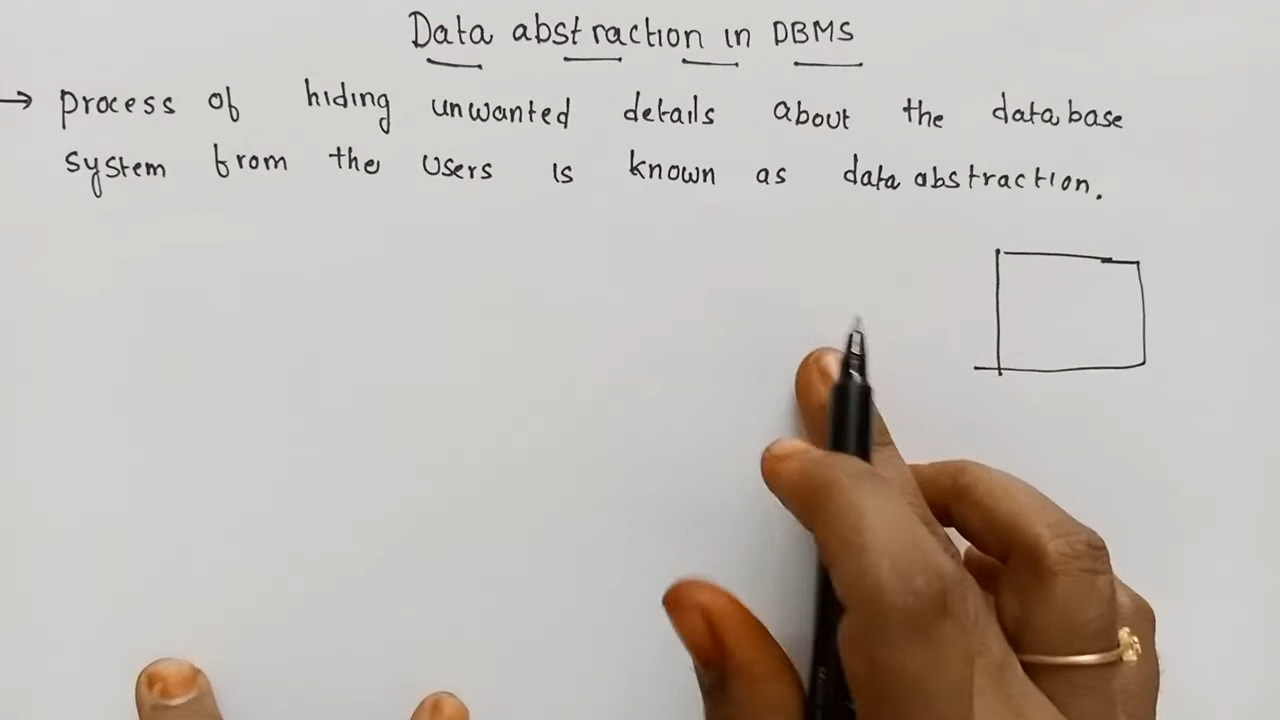 Data abstraction in DBMS
→ process of hiding unwanted details about the database
system from the users is known as data abstraction.